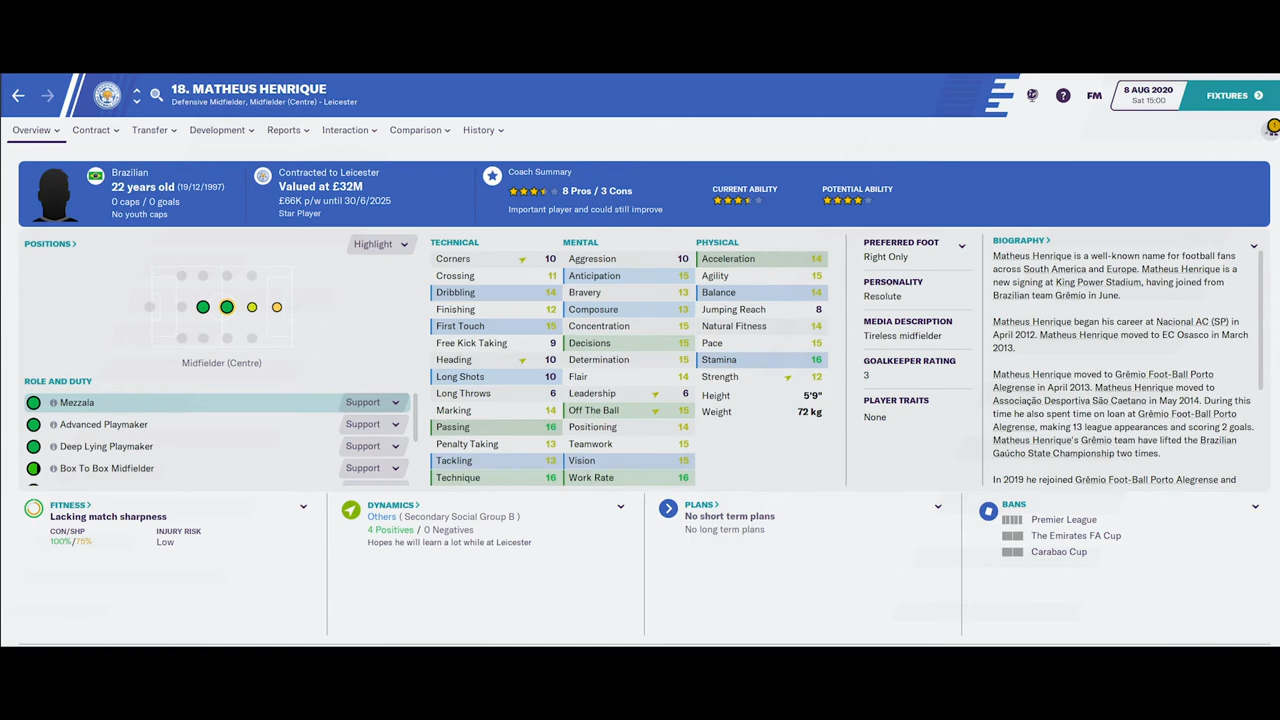 18. MATHEUS HENRIQUE
Defensive Midfielder, Midfielder (Centre) - Leicester
FM
8 AUG 2020
Sat 15:00
FIXTURES
Overview
Contract
Transfer
Development
Reports
Interaction
Comparison
History
Brazilian
22 years old (19/12/1997)
0 caps / 0 goals
No youth caps
Contracted to Leicester
Valued at £32M
£66K p/w until 30/6/2025
Star Player
Coach Summary
8 Pros / 3 Cons
Important player and could still improve
CURRENT ABILITY
POTENTIAL ABILITY
POSITIONS
Highlight
Midfielder (Centre)
ROLE AND DUTY
Mezzala Support
Advanced Playmaker Support
Deep Lying Playmaker Support
Box To Box Midfielder Support
TECHNICAL
Corners 10
Crossing 11
Dribbling 14
Finishing 12
First Touch 15
Free Kick Taking 9
Heading 10
Long Shots 10
Long Throws 6
Marking 14
Passing 16
Penalty Taking 13
Tackling 13
Technique 16
MENTAL
Aggression 10
Anticipation 15
Bravery 13
Composure 13
Concentration 15
Decisions 15
Determination 15
Flair 14
Leadership 6
Off The Ball 15
Positioning 14
Teamwork 15
Vision 15
Work Rate 16
PHYSICAL
Acceleration 14
Agility 15
Balance 14
Jumping Reach 8
Natural Fitness 14
Pace 15
Stamina 16
Strength 12
Height 5'9"
Weight 72 kg
PREFERRED FOOT
Right Only
PERSONALITY
Resolute
MEDIA DESCRIPTION
Tireless midfielder
GOALKEEPER RATING
3
PLAYER TRAITS
None
BIOGRAPHY
Matheus Henrique is a well-known name for football fans
across South America and Europe. Matheus Henrique is a
new signing at King Power Stadium, having joined from
Brazilian team Grêmio in June.
Matheus Henrique began his career at Nacional AC (SP) in
April 2012. Matheus Henrique moved to EC Osasco in March
2013.
Matheus Henrique moved to Grêmio Foot-Ball Porto
Alegrense in April 2013. Matheus Henrique moved to
Associação Desportiva São Caetano in May 2014. During this
time he also spent time on loan at Grêmio Foot-Ball Porto
Alegrense, making 13 league appearances and scoring 2 goals.
Matheus Henrique's Grêmio team have lifted the Brazilian
Gaúcho State Championship two times.
In 2019 he rejoined Grêmio Foot-Ball Porto Alegrense and
FITNESS
Lacking match sharpness
CON/SHP
100%/75%
INJURY RISK
Low
DYNAMICS
Others ( Secondary Social Group B )
4 Positives / 0 Negatives
Hopes he will learn a lot while at Leicester
PLANS
No short term plans
No long term plans
BANS
Premier League
The Emirates FA Cup
Carabao Cup